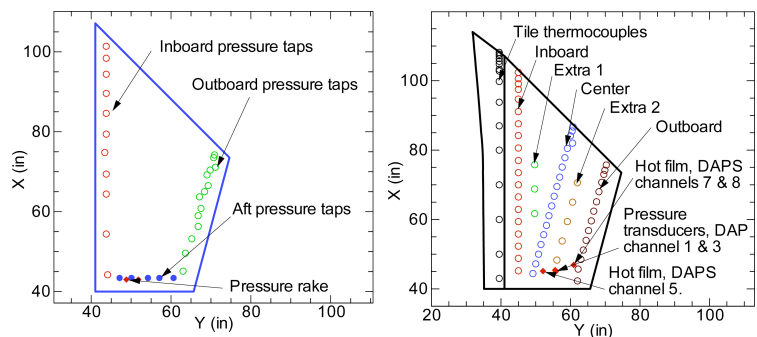 100
80
60
40
X (in)
40
60
80
100
Y (in)
Inboard pressure taps
Outboard pressure taps
Aft pressure taps
Pressure rake
100
80
60
40
X (in)
20
40
60
80
100
Y (in)
Tile thermocouples
Inboard
Extra 1
Center
Extra 2
Outboard
Hot film, DAPS
channels 7 & 8
Pressure
transducers, DAP
channel 1 & 3
Hot film, DAPS
channel 5.